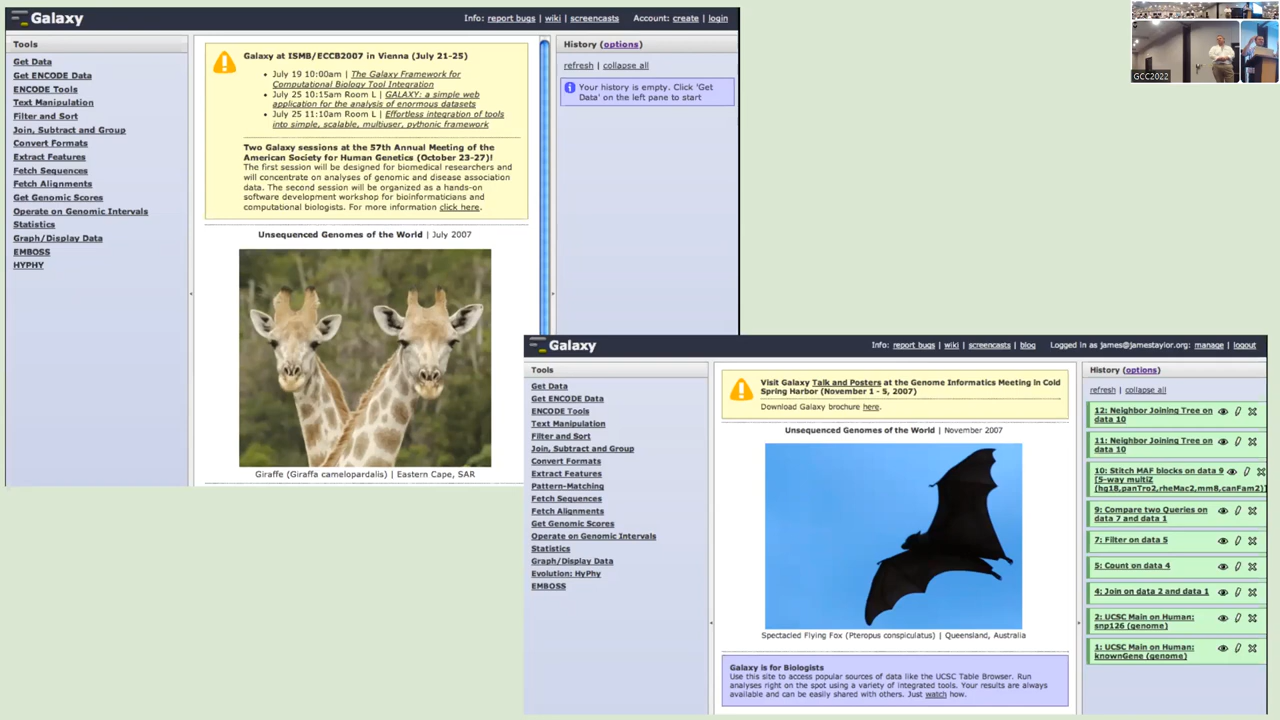 Galaxy
Info: report bugs | wiki | screencasts Account: create | login
Tools
Get Data
Get ENCODE Data
ENCODE Tools
Text Manipulation
Filter and Sort
Join, Subtract and Group
Convert Formats
Extract Features
Fetch Sequences
Fetch Alignments
Get Genomic Scores
Operate on Genomic Intervals
Statistics
Graph/Display Data
EMBOSS
HYPHY
Galaxy at ISMB/ECCB2007 in Vienna (July 21-25)
• July 19 10:00am | The Galaxy Framework for
Computational Biology Tool Integration
• July 25 10:15am Room L | GALAXY: a simple web
application for the analysis of enormous datasets
• July 25 11:10am Room L | Effortless integration of tools
into simple, scalable, multiuser, pythonic framework
Two Galaxy sessions at the 57th Annual Meeting of the
American Society for Human Genetics (October 23-27)!
The first session will be designed for biomedical researchers and
will concentrate on analyses of genomic and disease association
data. The second session will be organized as a hands-on
software development workshop for bioinformaticians and
computational biologists. For more information click here.
Unsequenced Genomes of the World | July 2007
Giraffe (Giraffa camelopardalis) | Eastern Cape, SAR
History (options)
refresh | collapse all
Your history is empty. Click 'Get
Data' on the left pane to start
GCC2022
Galaxy
Info: report bugs | wiki | screencasts | blog Logged in as james@jamestaylor.org: manage | logout
Tools
Get Data
Get ENCODE Data
ENCODE Tools
Text Manipulation
Filter and Sort
Join, Subtract and Group
Convert Formats
Extract Features
Pattern-Matching
Fetch Sequences
Fetch Alignments
Get Genomic Scores
Operate on Genomic Intervals
Statistics
Graph/Display Data
Evolution: HyPhy
EMBOSS
Visit Galaxy Talk and Posters at the Genome Informatics Meeting in Cold
Spring Harbor (November 1 - 5, 2007)
Download Galaxy brochure here.
Unsequenced Genomes of the World | November 2007
Spectacled Flying Fox (Pteropus conspiculatus) | Queensland, Australia
Galaxy is for Biologists
Use this site to access popular sources of data like the UCSC Table Browser. Run
analyses right on the spot using a variety of integrated tools. Your results are always
available and can be easily shared with others. Just watch how.
History (options)
refresh | collapse all
12: Neighbor Joining Tree on
data 10
11: Neighbor Joining Tree on
data 10
10: Stitch MAF blocks on data 9
[5-way multiZ
(hg18,panTro2,rheMac2,mm8,canFam2)]
9: Compare two Queries on
data 7 and data 1
7: Filter on data 5
5: Count on data 4
4: Join on data 2 and data 1
2: UCSC Main on Human:
snp126 (genome)
1: UCSC Main on Human:
knownGene (genome)